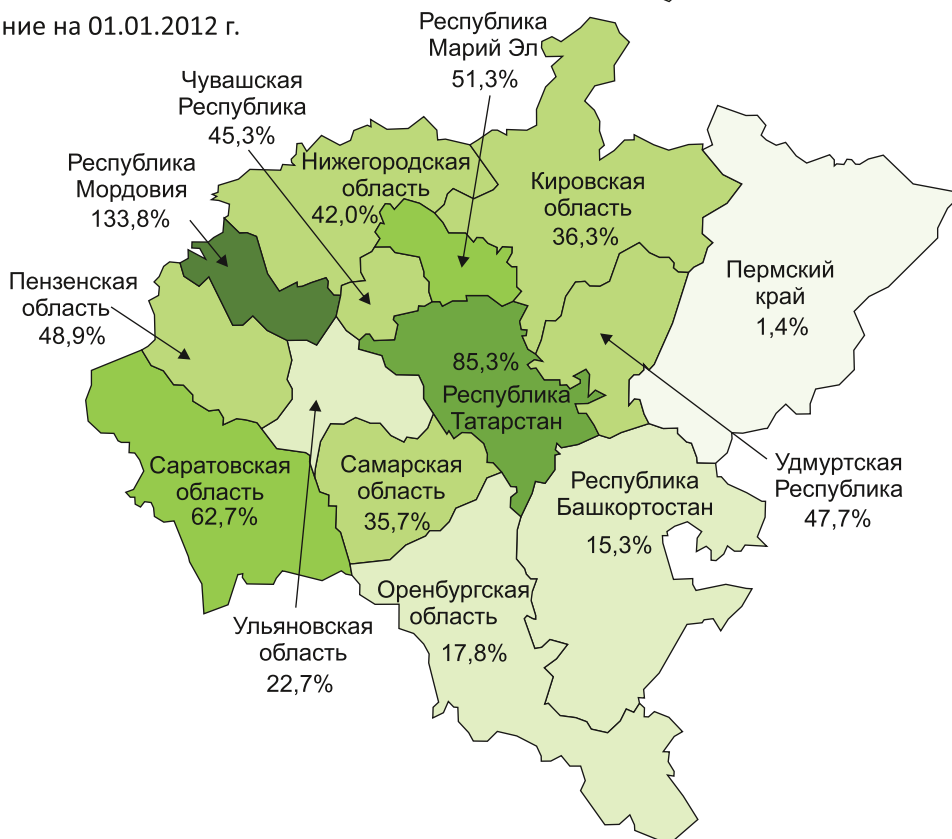 ние на 01.01.2012 г.
Республика
Марий Эл
51,3%
Чувашская
Республика
45,3%
Республика
Мордовия
133,8%
Нижегородская
область
42,0%
Кировская
область
36,3%
Пермский
край
1,4%
Пензенская
область
48,9%
85,3%
Республика
Татарстан
Саратовская
область
62,7%
Самарская
область
35,7%
Республика
Башкортостан
15,3%
Удмуртская
Республика
47,7%
Оренбургская
область
17,8%
Ульяновская
область
22,7%